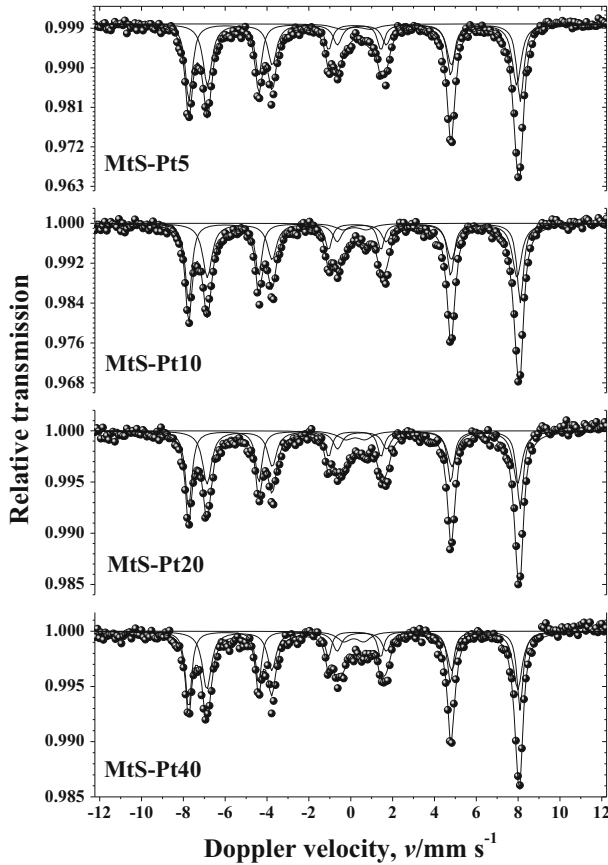 0.999
0.990
0.981
0.972
0.963
MtS-Pt5
1.000
0.992
0.984
0.976
0.968
MtS-Pt10
Relative transmission
1.000
0.995
0.990
0.985
MtS-Pt20
1.000
0.995
0.990
0.985
MtS-Pt40
-12 -10 -8 -6 -4 -2 0 2 4 6 8 10 12
Doppler velocity, v/mm s⁻¹